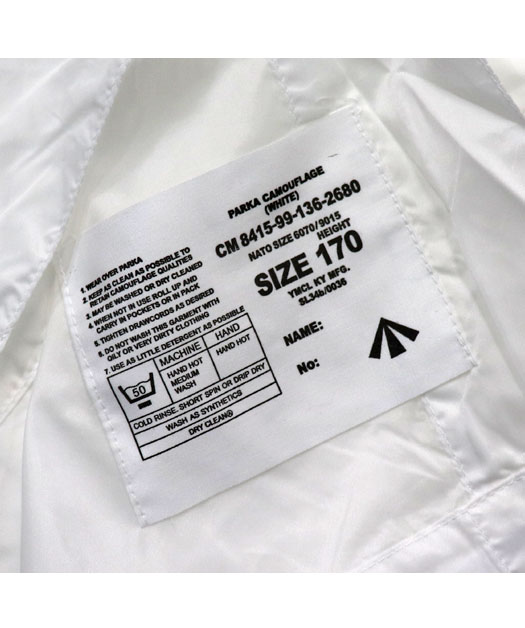 PARKA CAMOUFLAGE
(WHITE)
CM 8415-99-136-2680
NATO SIZE 6070/9015
HEIGHT
SIZE 170
YMCL KY MFG.
SL34b/0036
NAME:
No:
1. WEAR OVER PARKA
2. KEEP AS CLEAN AS POSSIBLE TO
RETAIN CAMOUFLAGE QUALITIES
3. MAY BE WASHED OR DRY CLEANED
4. WHEN NOT IN USE ROLL UP AND
CARRY IN POCKETS OR IN PACK
5. TIGHTEN DRAWCORDS AS DESIRED
6. DO NOT WASH THIS GARMENT WITH
OILY OR VERY DIRTY CLOTHING
7. USE AS LITTLE DETERGENT AS POSSIBLE
MACHINE HAND
50 HAND HOT HAND HOT
MEDIUM
WASH
COLD RINSE. SHORT SPIN OR DRIP DRY
WASH AS SYNTHETICS
DRY CLEAN Ⓐ